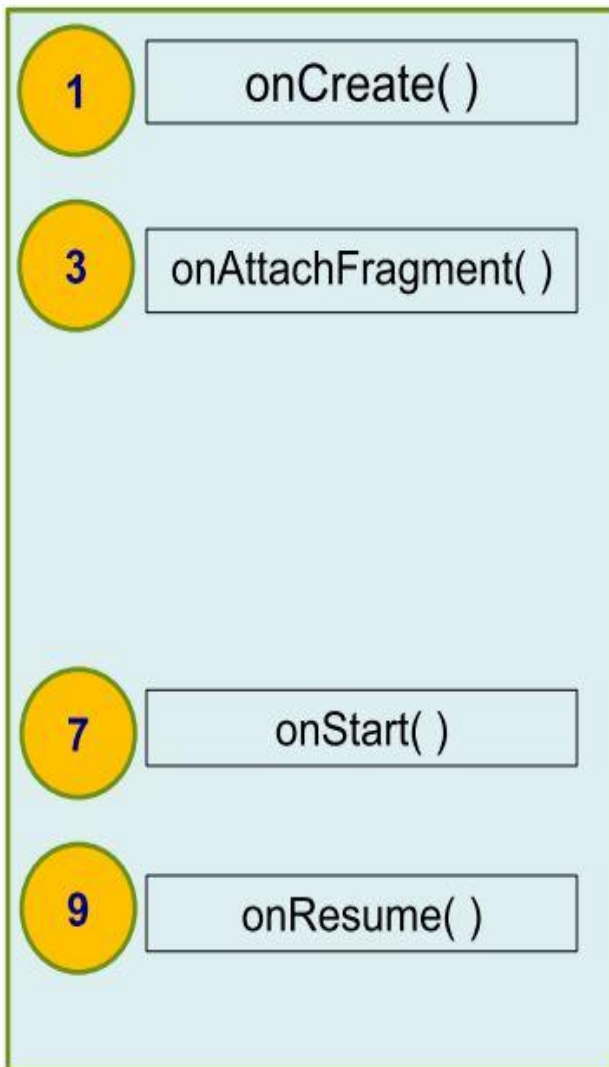 1 onCreate( )
3 onAttachFragment( )
7 onStart( )
9 onResume( )